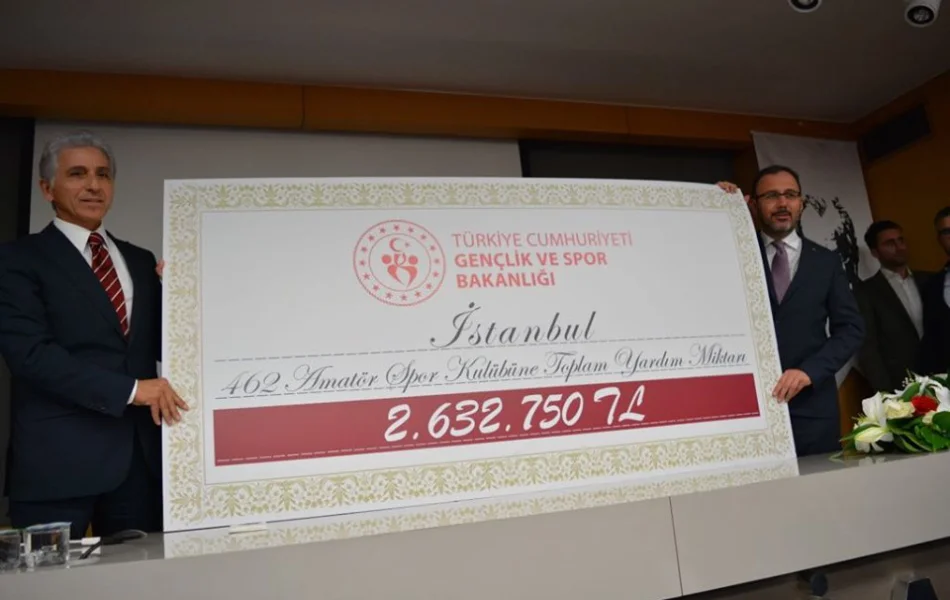 TÜRKİYE CUMHURİYETİ
GENÇLİK VE SPOR
BAKANLIĞI
İstanbul
462 Amatör Spor Kulübüne Toplam Yardım Miktarı
2.632.750 TL